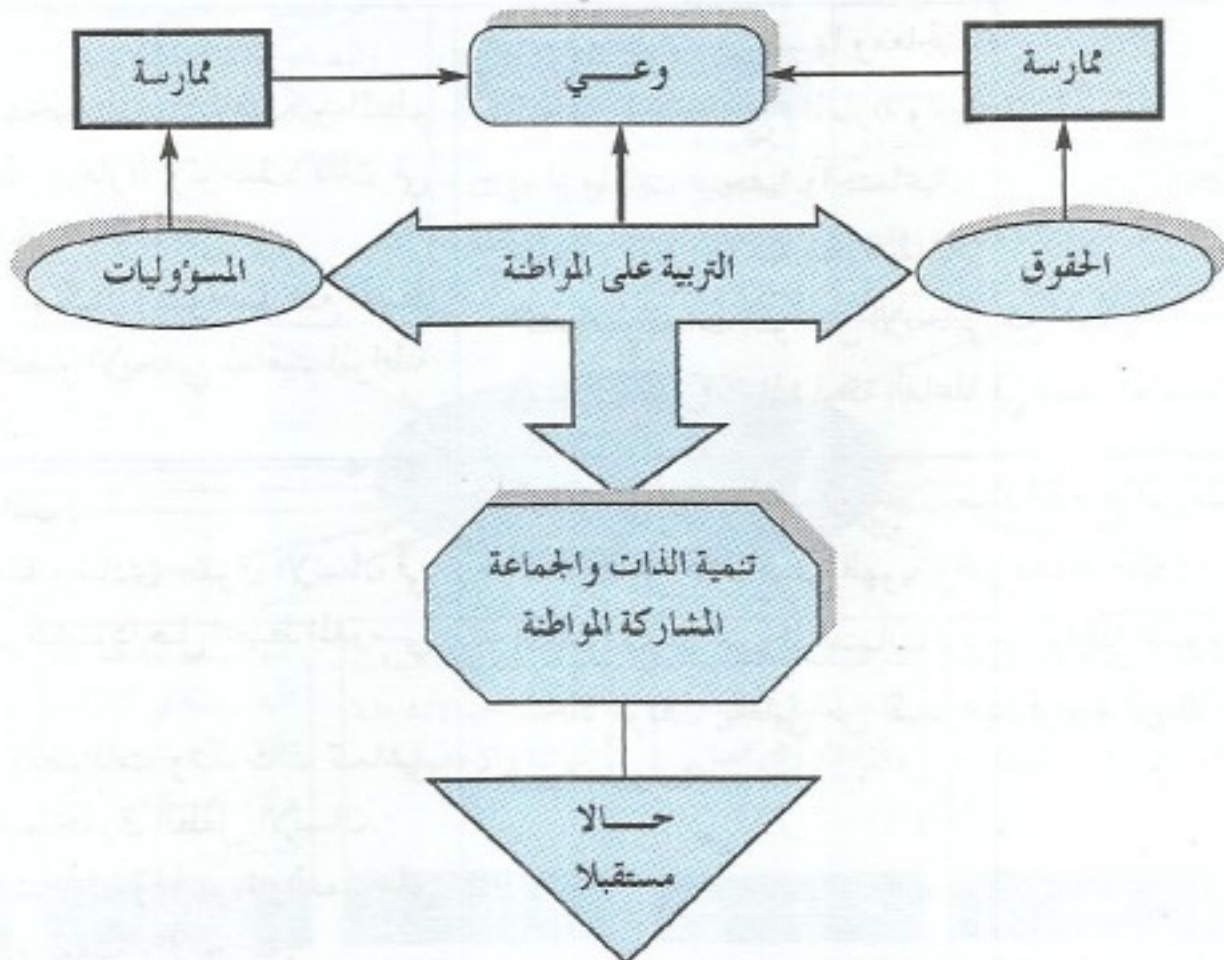 ممارسة
وعـــي
ممارسة
الحقوق
التربية على المواطنة
المسؤوليات
تنمية الذات والجماعة
المشاركة المواطنة
حـــالا
مستقبلا